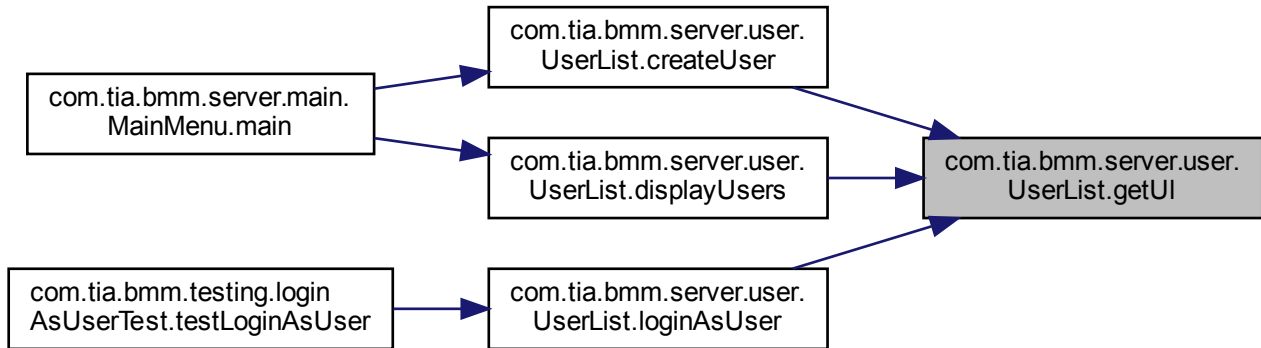 com.tia.bmm.server.main.
MainMenu.main
com.tia.bmm.testing.login
AsUserTest.testLoginAsUser
com.tia.bmm.server.user.
UserList.createUser
com.tia.bmm.server.user.
UserList.displayUsers
com.tia.bmm.server.user.
UserList.loginAsUser
com.tia.bmm.server.user.
UserList.getUl